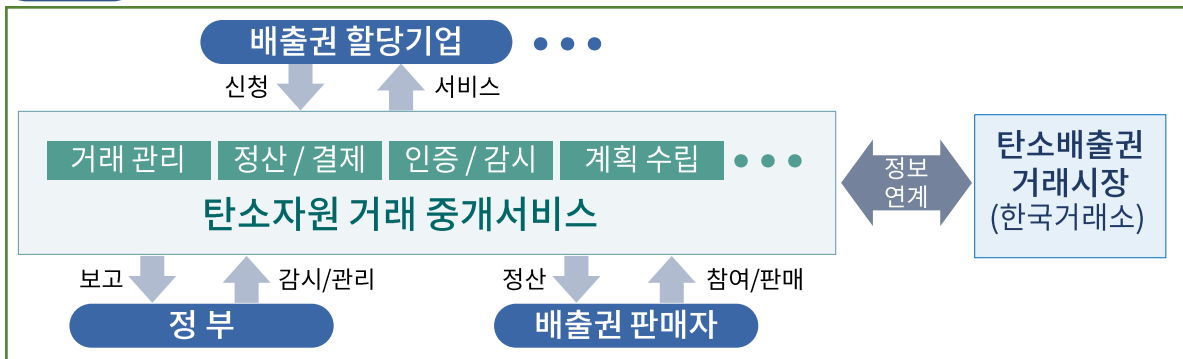 배출권 할당기업
신청
서비스
거래 관리
정산 / 결제
인증 / 감시
계획 수립
탄소자원 거래 중개서비스
정보
연계
탄소배출권
거래시장
(한국거래소)
보고
감시/관리
정산
참여/판매
정 부
배출권 판매자